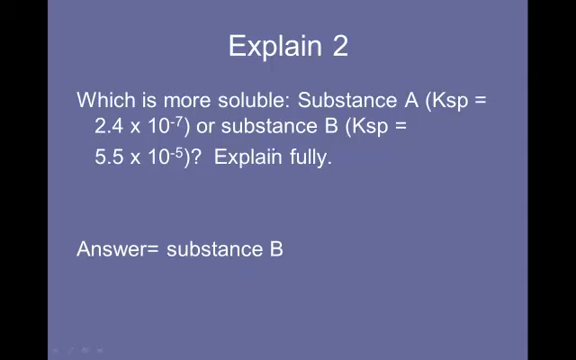 Explain 2
Which is more soluble: Substance A (Ksp =
2.4 x 10⁻⁷) or substance B (Ksp =
5.5 x 10⁻⁵)? Explain fully.
Answer= substance B